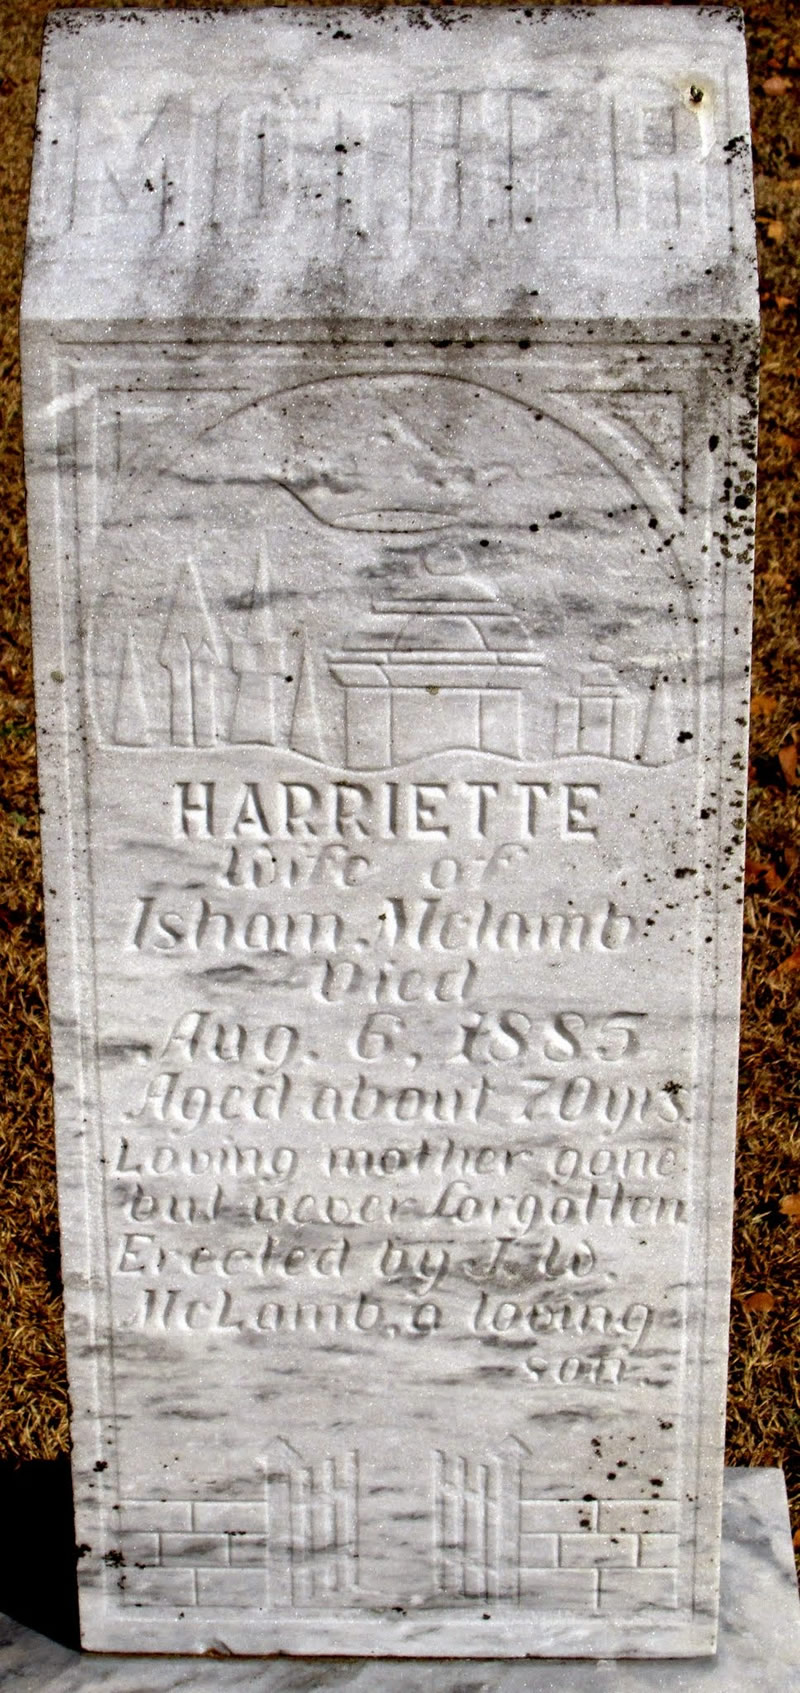 MOTHER
HARRIETTE
Wife of
Isham Mclamb
Died
Aug. 6, 1885
Aged about 70 yrs.
Loving mother gone
but never forgotten
Erected by J. W.
McLamb, a loving
son.